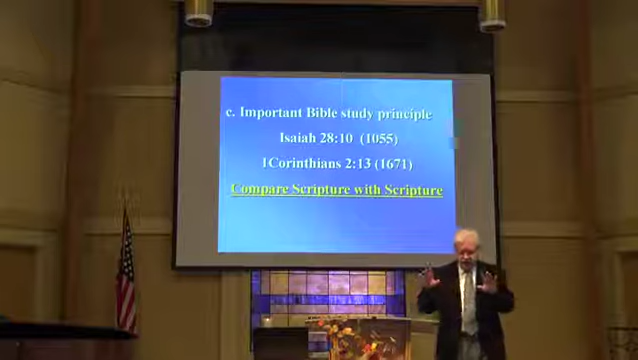 c. Important Bible study principle
Isaiah 28:10 (1055)
1Corinthians 2:13 (1671)
Compare Scripture with Scripture